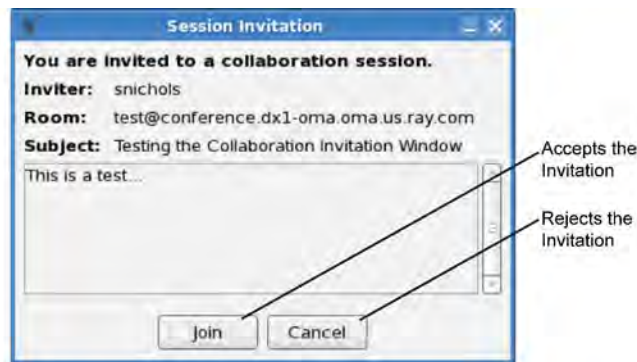 Session Invitation
You are invited to a collaboration session.
Inviter: snichols
Room: test@conference.dx1-oma.oma.us.ray.com
Subject: Testing the Collaboration Invitation Window
This is a test...
Join
Cancel
Accepts the
Invitation
Rejects the
Invitation